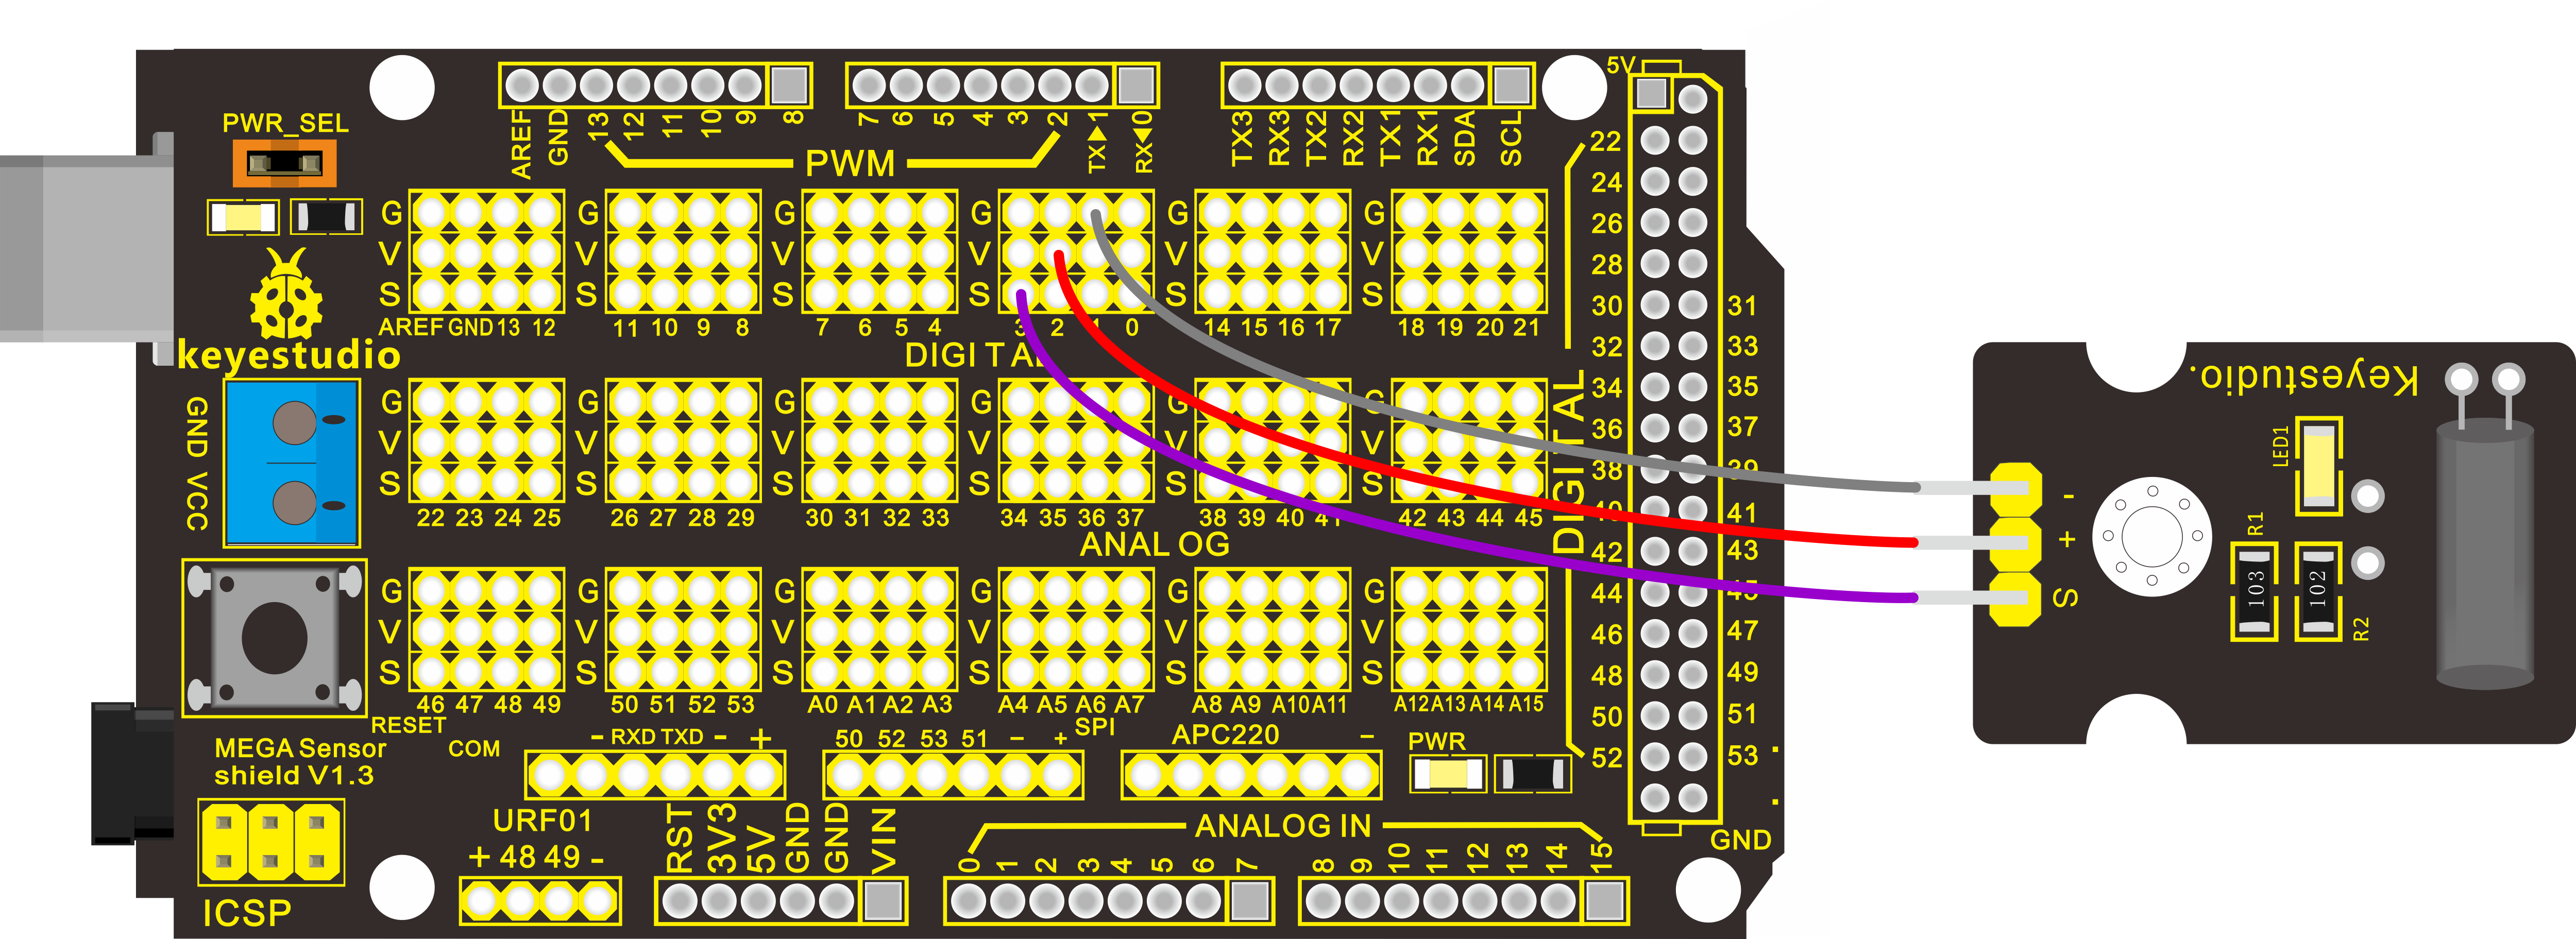 5V
PWR_SEL
AREF GND 13 12 11 10 9 8
7 6 5 4 3 2 TX▶1 RX◀0
TX3 RX3 TX2 RX2 TX1 RX1 SDA SCL
PWM
G G G G G G
V V V V V V
S S S S S S
AREF GND 13 12 11 10 9 8 7 6 5 4 3 2 1 0 14 15 16 17 18 19 20 21
keyestudio
DIGITAL
GND VCC
G G G G G G
V V V V V V
S S S S S S
22 23 24 25 26 27 28 29 30 31 32 33 34 35 36 37 38 39 40 41 42 43 44 45
ANALOG
G G G G G G
V V V V V V
S S S S S S
46 47 48 49 50 51 52 53 A0 A1 A2 A3 A4 A5 A6 A7 A8 A9 A10 A11 A12 A13 A14 A15
RESET
MEGA Sensor
shield V1.3
COM
- RXD TXD - +
50 52 53 51 - +
SPI
APC220 -
PWR
URF01
+ 48 49 -
ICSP
RST 3V3 5V GND GND VIN
ANALOG IN
0 1 2 3 4 5 6 7
8 9 10 11 12 13 14 15
DIGITAL
22
24
26
28
30 31
32 33
34 35
36 37
38 39
40 41
42 43
44 45
46 47
48 49
50 51
52 53
GND
Keyestudio.
LED1
-
+
S
R1
103
102
R2